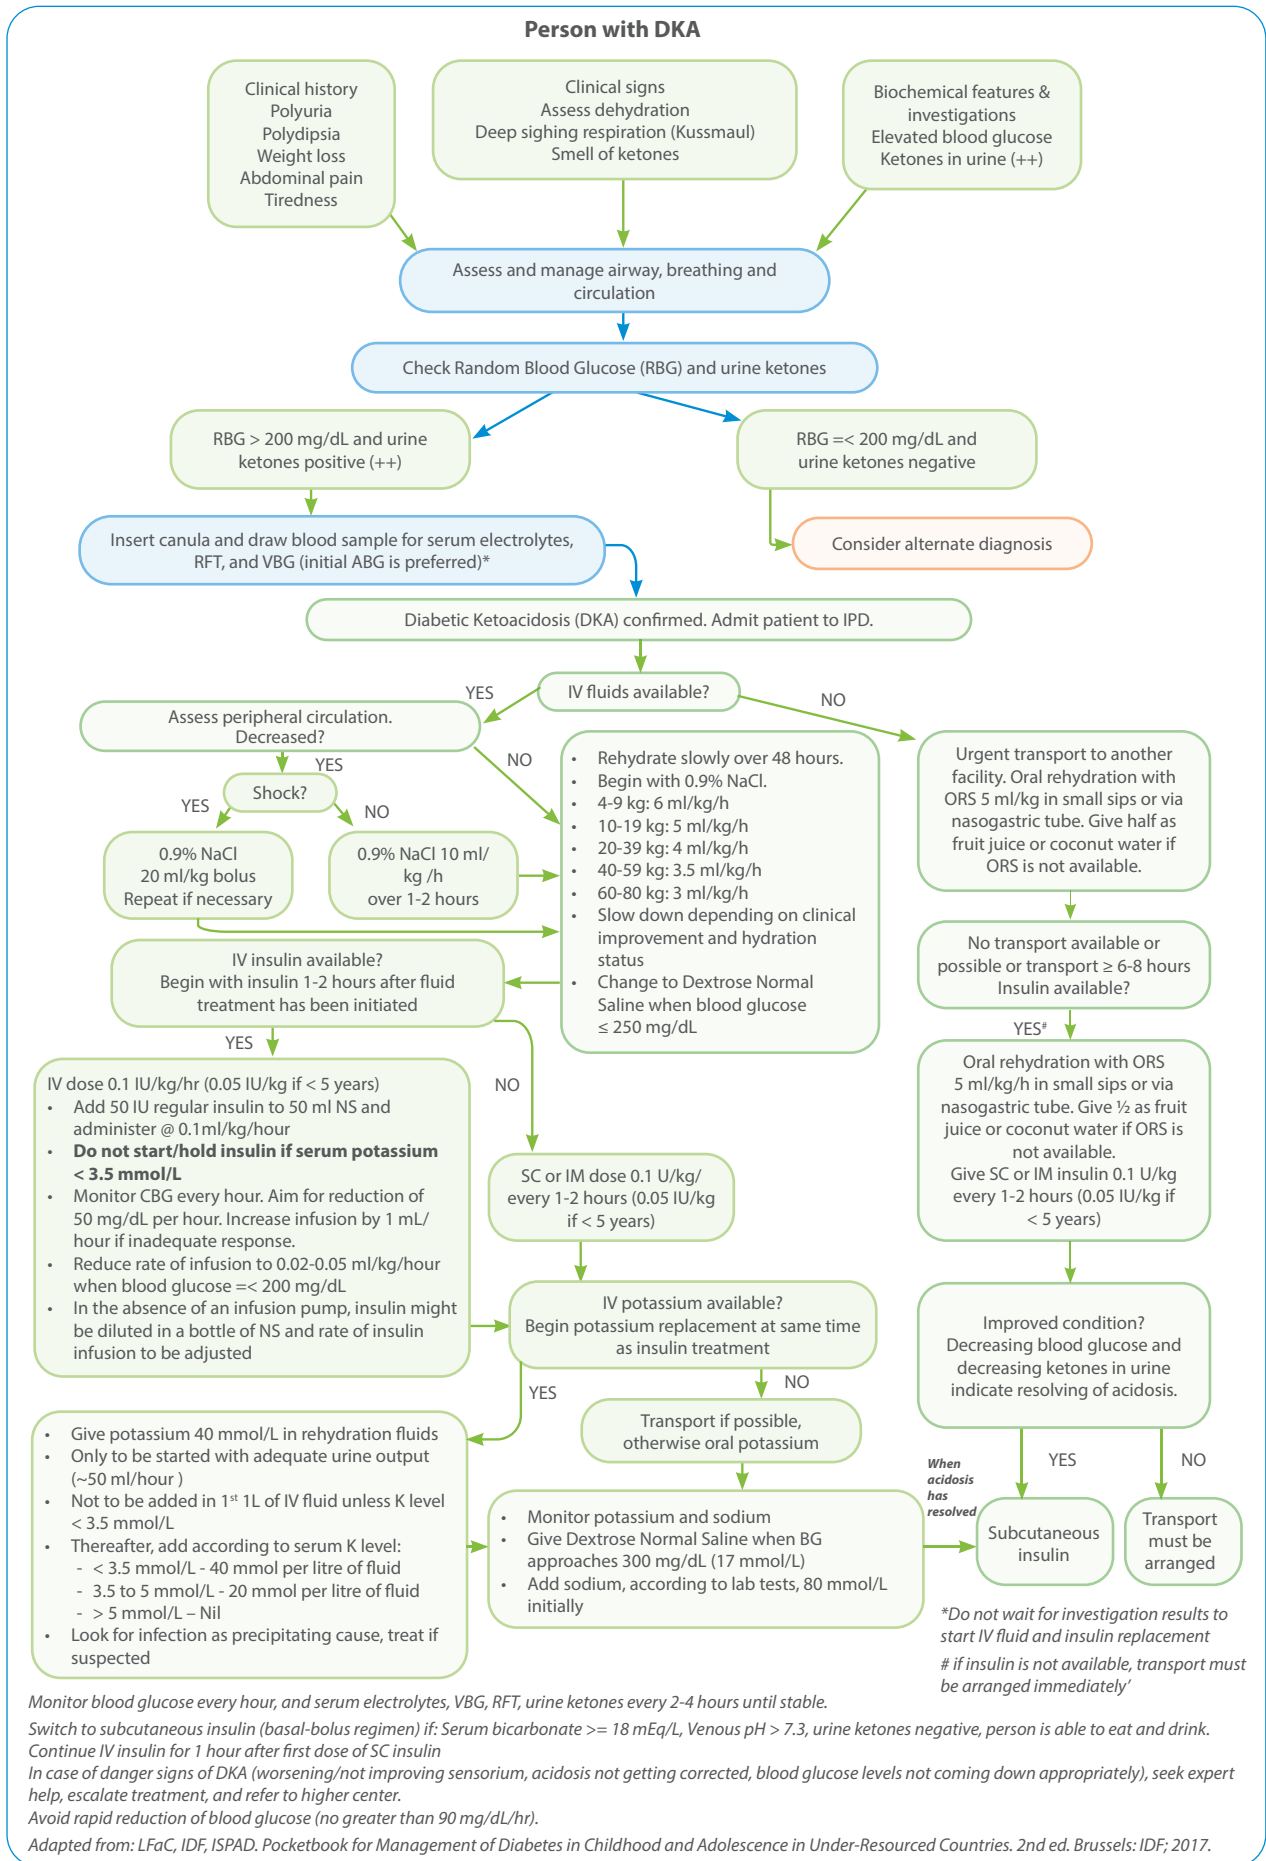 Person with DKA
Clinical history
Polyuria
Polydipsia
Weight loss
Abdominal pain
Tiredness
Clinical signs
Assess dehydration
Deep sighing respiration (Kussmaul)
Smell of ketones
Biochemical features &
investigations
Elevated blood glucose
Ketones in urine (++)
Assess and manage airway, breathing and
circulation
Check Random Blood Glucose (RBG) and urine ketones
RBG > 200 mg/dL and urine
ketones positive (++)
RBG =< 200 mg/dL and
urine ketones negative
Insert canula and draw blood sample for serum electrolytes,
RFT, and VBG (initial ABG is preferred)*
Consider alternate diagnosis
Diabetic Ketoacidosis (DKA) confirmed. Admit patient to IPD.
IV fluids available?
YES
NO
Assess peripheral circulation.
Decreased?
YES
NO
Shock?
YES
NO
0.9% NaCl
20 ml/kg bolus
Repeat if necessary
0.9% NaCl 10 ml/
kg /h
over 1-2 hours
• Rehydrate slowly over 48 hours.
• Begin with 0.9% NaCl.
• 4-9 kg: 6 ml/kg/h
• 10-19 kg: 5 ml/kg/h
• 20-39 kg: 4 ml/kg/h
• 40-59 kg: 3.5 ml/kg/h
• 60-80 kg: 3 ml/kg/h
• Slow down depending on clinical
improvement and hydration
status
• Change to Dextrose Normal
Saline when blood glucose
≤ 250 mg/dL
Urgent transport to another
facility. Oral rehydration with
ORS 5 ml/kg in small sips or via
nasogastric tube. Give half as
fruit juice or coconut water if
ORS is not available.
No transport available or
possible or transport ≥ 6-8 hours
Insulin available?
YES#
Oral rehydration with ORS
5 ml/kg/h in small sips or via
nasogastric tube. Give ½ as fruit
juice or coconut water if ORS is
not available.
Give SC or IM insulin 0.1 U/kg
every 1-2 hours (0.05 IU/kg if
< 5 years)
Improved condition?
Decreasing blood glucose and
decreasing ketones in urine
indicate resolving of acidosis.
YES
NO
IV insulin available?
Begin with insulin 1-2 hours after fluid
treatment has been initiated
YES
NO
IV dose 0.1 IU/kg/hr (0.05 IU/kg if < 5 years)
• Add 50 IU regular insulin to 50 ml NS and
administer @ 0.1ml/kg/hour
• Do not start/hold insulin if serum potassium
< 3.5 mmol/L
• Monitor CBG every hour. Aim for reduction of
50 mg/dL per hour. Increase infusion by 1 mL/
hour if inadequate response.
• Reduce rate of infusion to 0.02-0.05 ml/kg/hour
when blood glucose =< 200 mg/dL
• In the absence of an infusion pump, insulin might
be diluted in a bottle of NS and rate of insulin
infusion to be adjusted
SC or IM dose 0.1 U/kg/
every 1-2 hours (0.05 IU/kg
if < 5 years)
IV potassium available?
Begin potassium replacement at same time
as insulin treatment
YES
NO
Transport if possible,
otherwise oral potassium
• Give potassium 40 mmol/L in rehydration fluids
• Only to be started with adequate urine output
(~50 ml/hour )
• Not to be added in 1st 1L of IV fluid unless K level
< 3.5 mmol/L
• Thereafter, add according to serum K level:
- < 3.5 mmol/L - 40 mmol per litre of fluid
- 3.5 to 5 mmol/L - 20 mmol per litre of fluid
- > 5 mmol/L – Nil
• Look for infection as precipitating cause, treat if
suspected
• Monitor potassium and sodium
• Give Dextrose Normal Saline when BG
approaches 300 mg/dL (17 mmol/L)
• Add sodium, according to lab tests, 80 mmol/L
initially
When
acidosis
has
resolved
Subcutaneous
insulin
Transport
must be
arranged
*Do not wait for investigation results to
start IV fluid and insulin replacement
# if insulin is not available, transport must
be arranged immediately’
Monitor blood glucose every hour, and serum electrolytes, VBG, RFT, urine ketones every 2-4 hours until stable.
Switch to subcutaneous insulin (basal-bolus regimen) if: Serum bicarbonate >= 18 mEq/L, Venous pH > 7.3, urine ketones negative, person is able to eat and drink.
Continue IV insulin for 1 hour after first dose of SC insulin
In case of danger signs of DKA (worsening/not improving sensorium, acidosis not getting corrected, blood glucose levels not coming down appropriately), seek expert
help, escalate treatment, and refer to higher center.
Avoid rapid reduction of blood glucose (no greater than 90 mg/dL/hr).
Adapted from: LFaC, IDF, ISPAD. Pocketbook for Management of Diabetes in Childhood and Adolescence in Under-Resourced Countries. 2nd ed. Brussels: IDF; 2017.